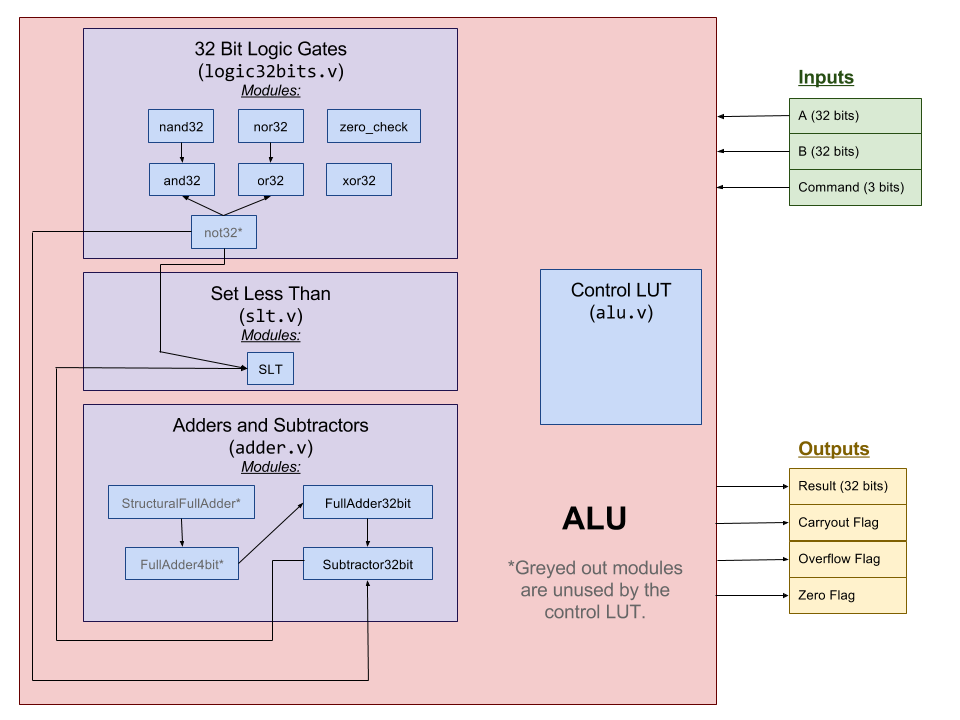 32 Bit Logic Gates
(logic32bits.v)
Modules:
nand32
nor32
zero_check
and32
or32
xor32
not32*
Set Less Than
(slt.v)
Modules:
SLT
Adders and Subtractors
(adder.v)
Modules:
StructuralFullAdder*
FullAdder32bit
FullAdder4bit*
Subtractor32bit
Control LUT
(alu.v)
ALU
*Greyed out modules
are unused by the
control LUT.
Inputs
A (32 bits)
B (32 bits)
Command (3 bits)
Outputs
Result (32 bits)
Carryout Flag
Overflow Flag
Zero Flag